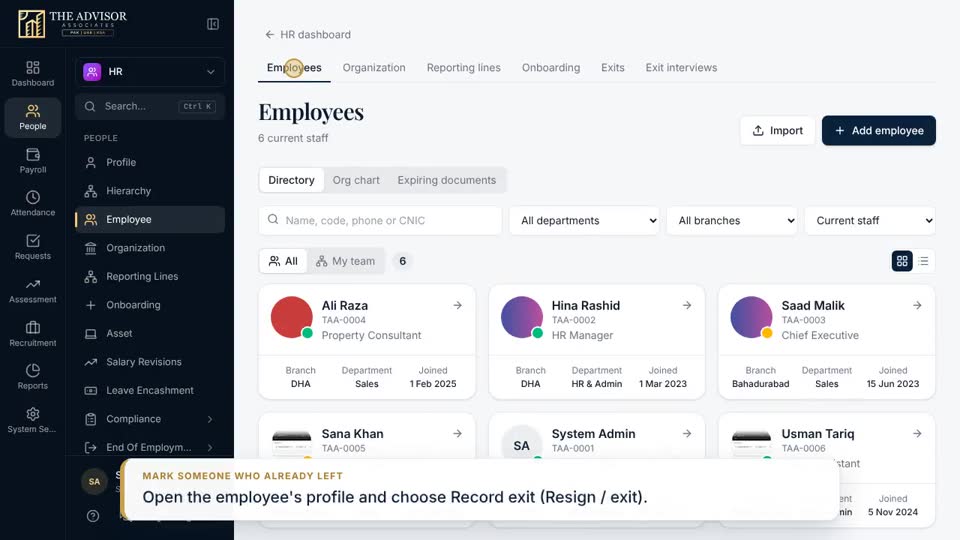 THE ADVISOR
ASSOCIATES
PAK | UAE | KSA
Dashboard
People
Payroll
Attendance
Requests
Assessment
Recruitment
Reports
System Se...
HR
Search...
Ctrl K
PEOPLE
Profile
Hierarchy
Employee
Organization
Reporting Lines
Onboarding
Asset
Salary Revisions
Leave Encashment
Compliance
End Of Employm...
SA
HR dashboard
Employees
Organization
Reporting lines
Onboarding
Exits
Exit interviews
Employees
6 current staff
Import
Add employee
Directory
Org chart
Expiring documents
Name, code, phone or CNIC
All departments
All branches
Current staff
All
My team
6
Ali Raza
TAA-0004
Property Consultant
Branch
Department
Joined
DHA
Sales
1 Feb 2025
Hina Rashid
TAA-0002
HR Manager
Branch
Department
Joined
DHA
HR & Admin
1 Mar 2023
Saad Malik
TAA-0003
Chief Executive
Branch
Department
Joined
Bahadurabad
Sales
15 Jun 2023
Sana Khan
TAA-0005
SA
System Admin
TAA-0001
Usman Tariq
TAA-0006
Joined
5 Nov 2024
MARK SOMEONE WHO ALREADY LEFT
Open the employee's profile and choose Record exit (Resign / exit).